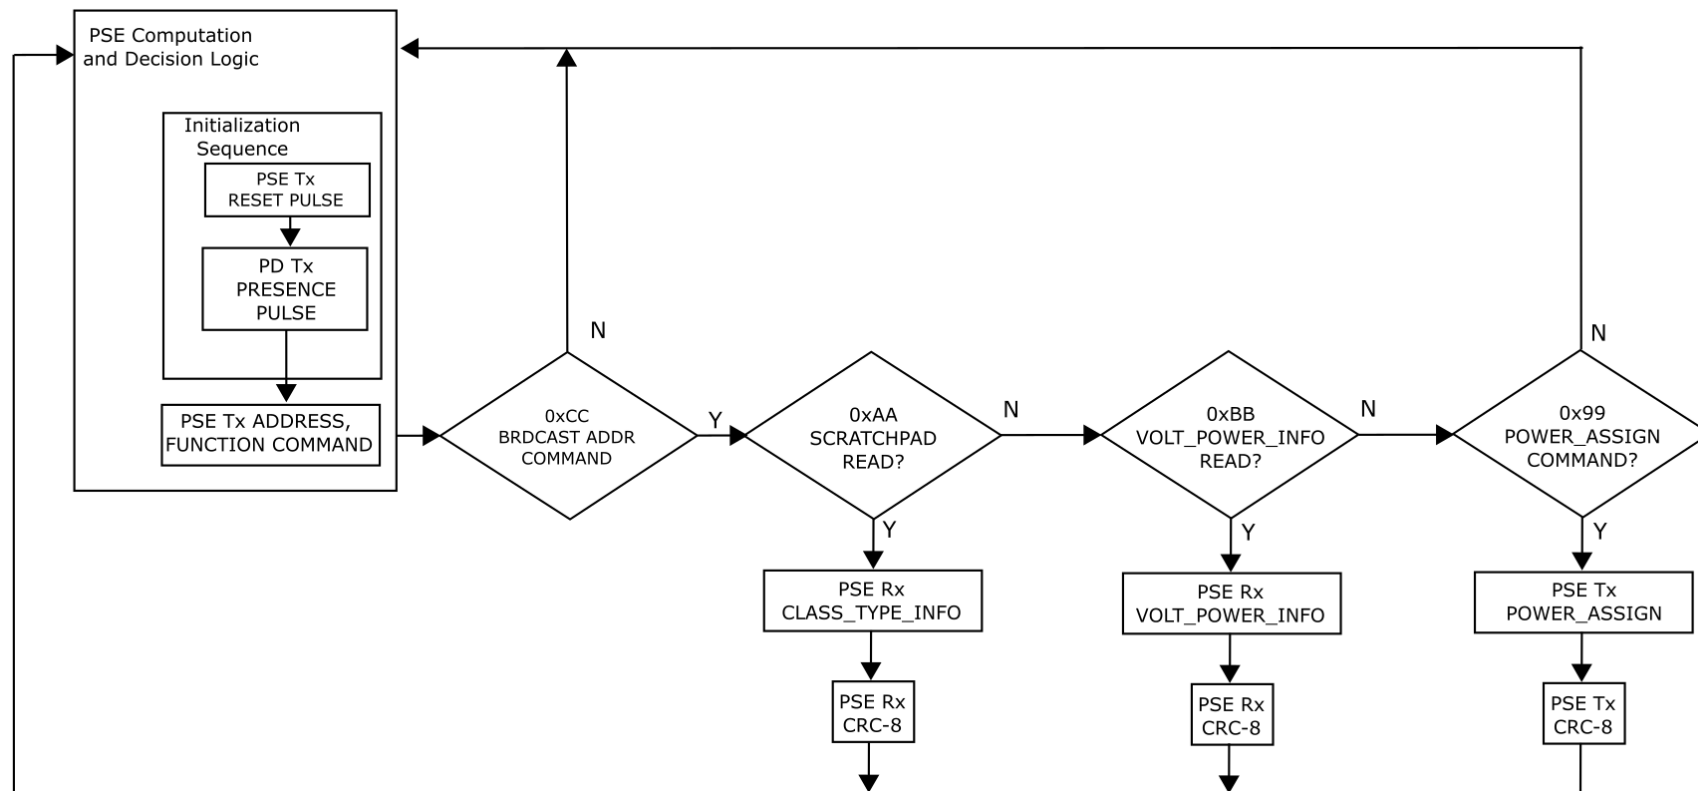 PSE Computation
and Decision Logic
Initialization
Sequence
PSE Tx
RESET PULSE
PD Tx
PRESENCE
PULSE
PSE Tx ADDRESS,
FUNCTION COMMAND
N
0xCC
BRDCAST ADDR
COMMAND
Y
0xAA
SCRATCHPAD
READ?
N
Y
0xBB
VOLT_POWER_INFO
READ?
N
Y
N
0x99
POWER_ASSIGN
COMMAND?
Y
PSE Rx
CLASS_TYPE_INFO
PSE Rx
CRC-8
PSE Rx
VOLT_POWER_INFO
PSE Rx
CRC-8
PSE Tx
POWER_ASSIGN
PSE Tx
CRC-8